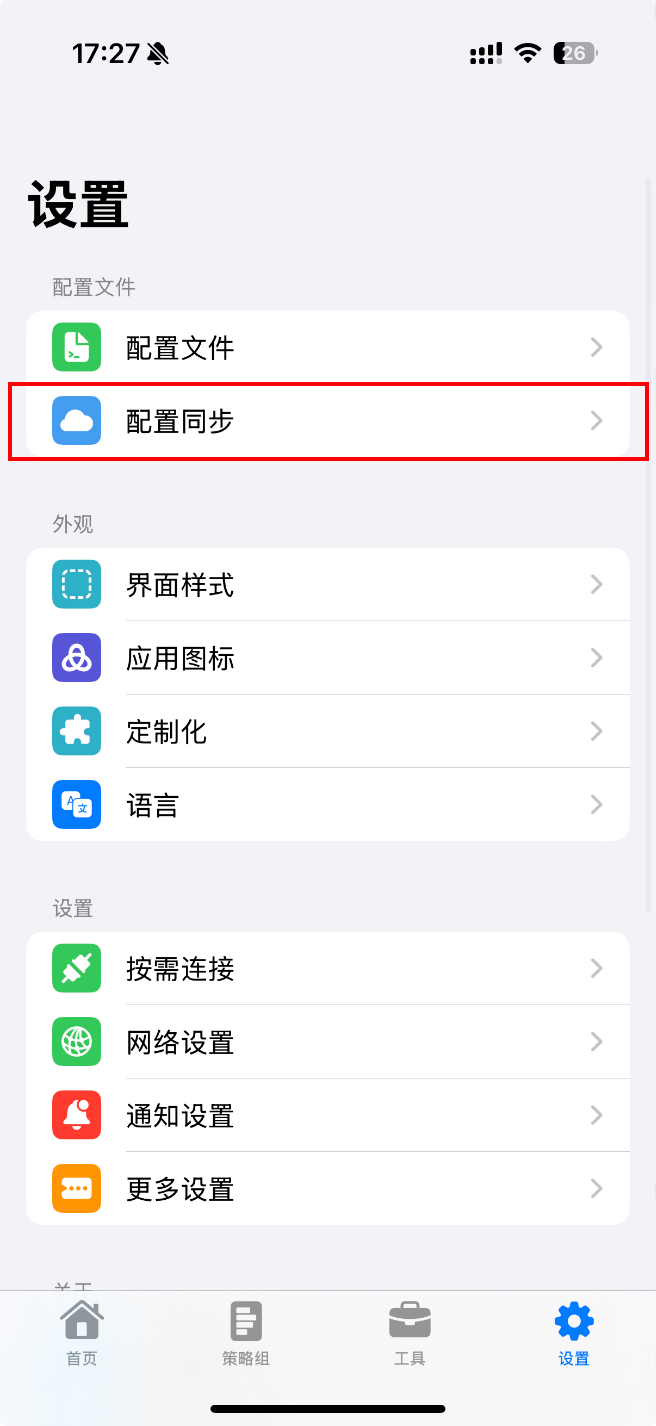 17:27
26
设置
配置文件
配置文件
配置同步
外观
界面样式
应用图标
定制化
语言
设置
按需连接
网络设置
通知设置
更多设置
关于
首页
策略组
工具
设置